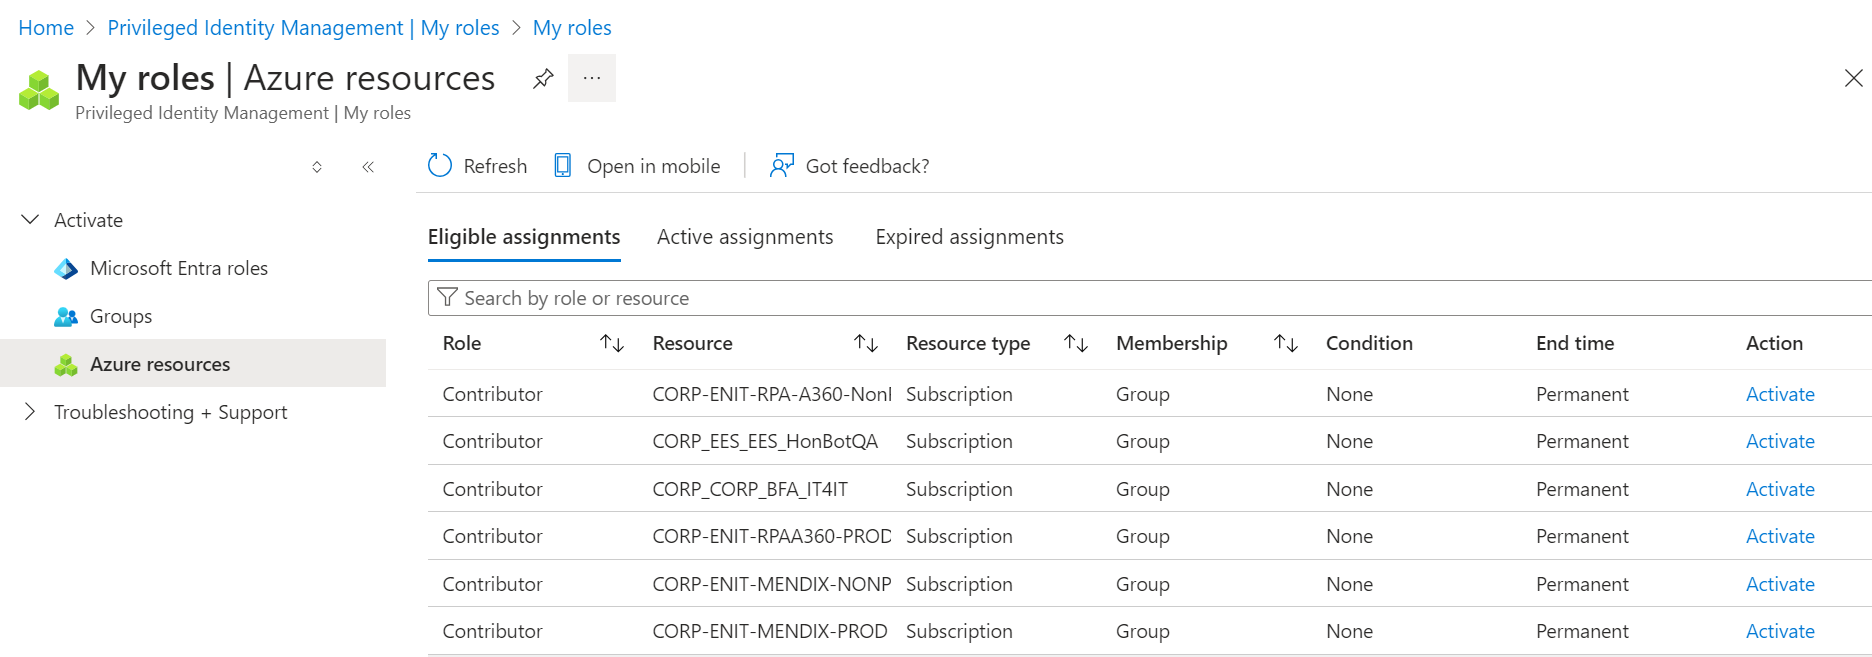 Home > Privileged Identity Management | My roles > My roles
My roles | Azure resources
Privileged Identity Management | My roles
Refresh Open in mobile Got feedback?
Activate
Microsoft Entra roles
Groups
Azure resources
Troubleshooting + Support
Eligible assignments Active assignments Expired assignments
Search by role or resource
Role Resource Resource type Membership Condition End time Action
Contributor CORP-ENIT-RPA-A360-Non Subscription Group None Permanent Activate
Contributor CORP_EES_EES_HonBotQA Subscription Group None Permanent Activate
Contributor CORP_CORP_BFA_IT4IT Subscription Group None Permanent Activate
Contributor CORP-ENIT-RPAA360-PROD Subscription Group None Permanent Activate
Contributor CORP-ENIT-MENDIX-NONP Subscription Group None Permanent Activate
Contributor CORP-ENIT-MENDIX-PROD Subscription Group None Permanent Activate